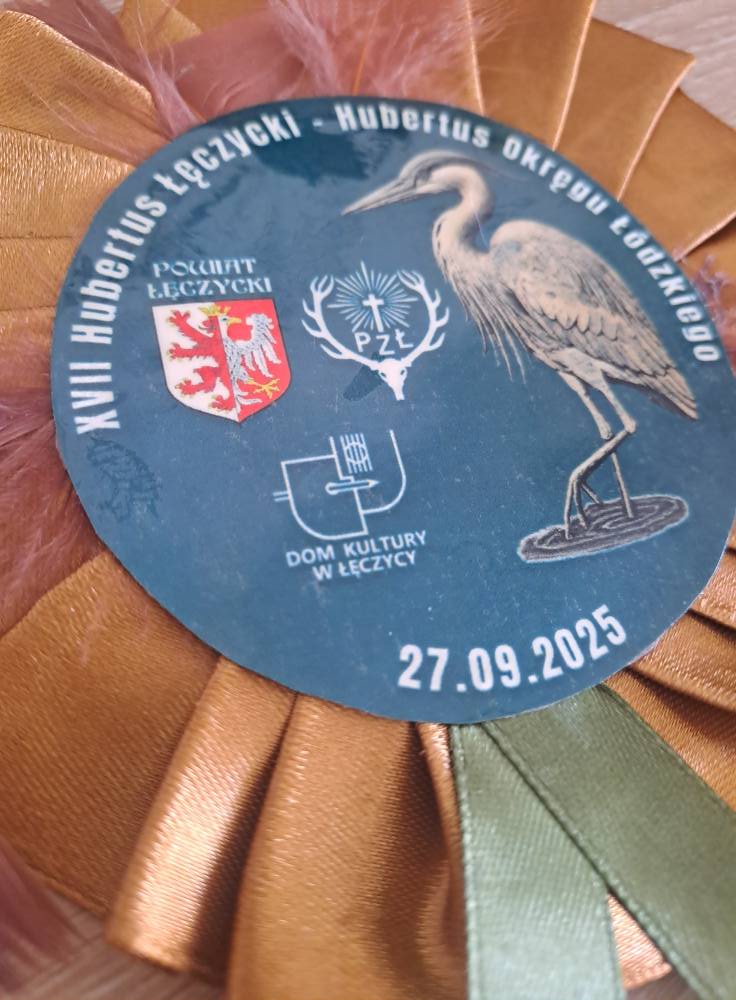 XVII Hubertus Łęczycki - Hubertus Okręgu Łódzkiego
POWIAT
ŁĘCZYCKI
PZŁ
DOM KULTURY
W ŁĘCZYCY
27.09.2025